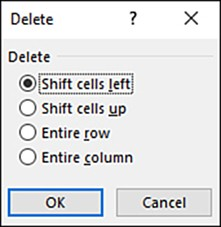 Delete ? ×
Delete
Shift cells left
Shift cells up
Entire row
Entire column
OK Cancel